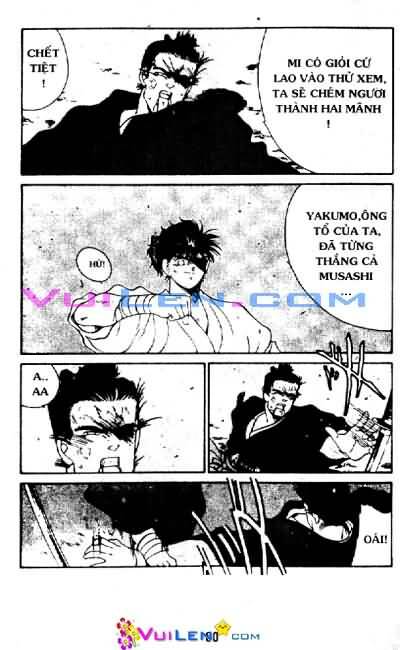 CHẾT
TIỆT
!
MI CÓ GIỎI CỨ
LAO VÀO THỬ XEM,
TA SẼ CHÉM NGƯƠI
THÀNH HAI MÃNH
!
YAKUMO,ÔNG
TỔ CỦA TA,
ĐÃ TỪNG
THẮNG CẢ
MUSASHI
...
HỪ!
VUILEN.COM
A..
AA
OÁI!
VUILEN.COM
90